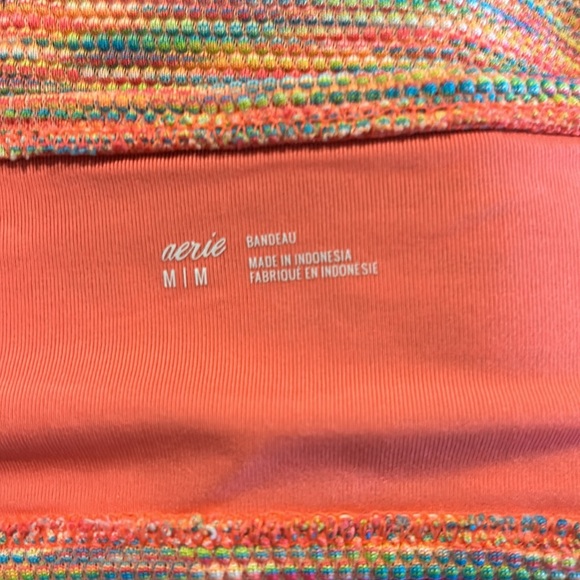 aerie
M | M
BANDEAU
MADE IN INDONESIA
FABRIQUÉ EN INDONÉSIE